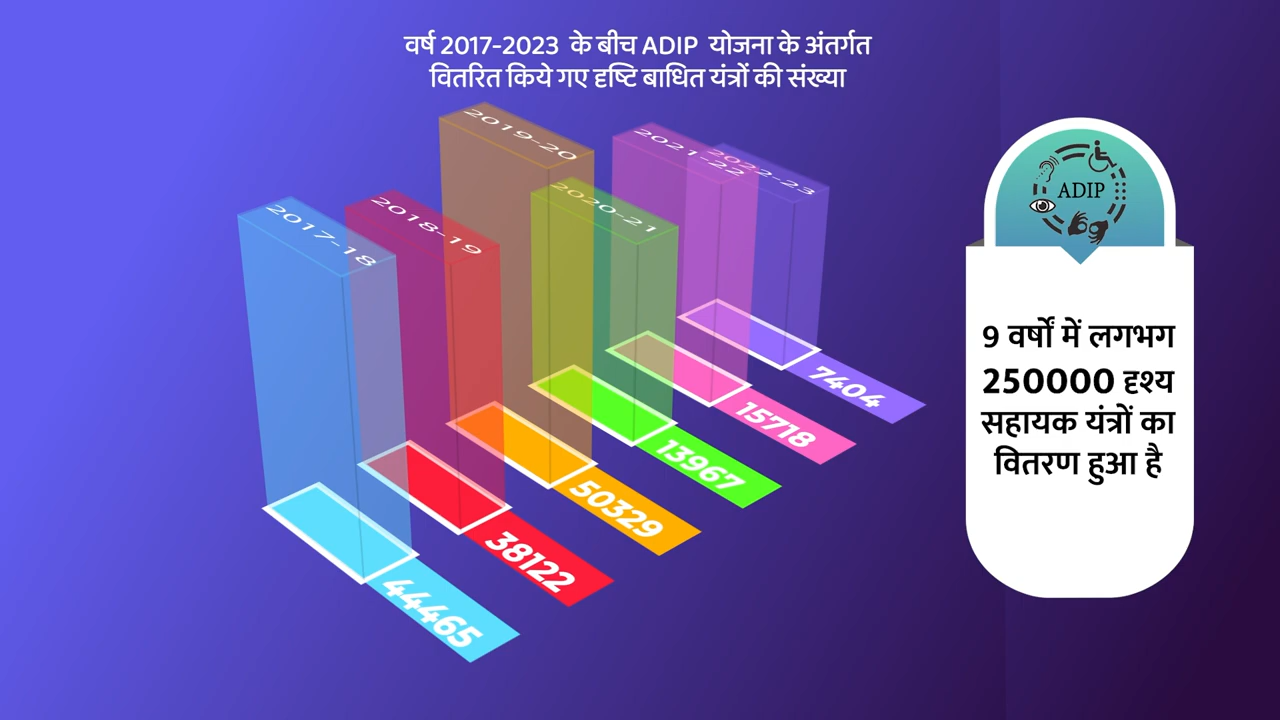 वर्ष 2017-2023 के बीच ADIP योजना के अंतर्गत
वितरित किये गए दृष्टि बाधित यंत्रों की संख्या
2017-18
2018-19
2019-20
2020-21
2021-22
2022-23
44465
38122
50329
13967
15718
7404
ADIP
9 वर्षों में लगभग
250000 दृश्य
सहायक यंत्रों का
वितरण हुआ है